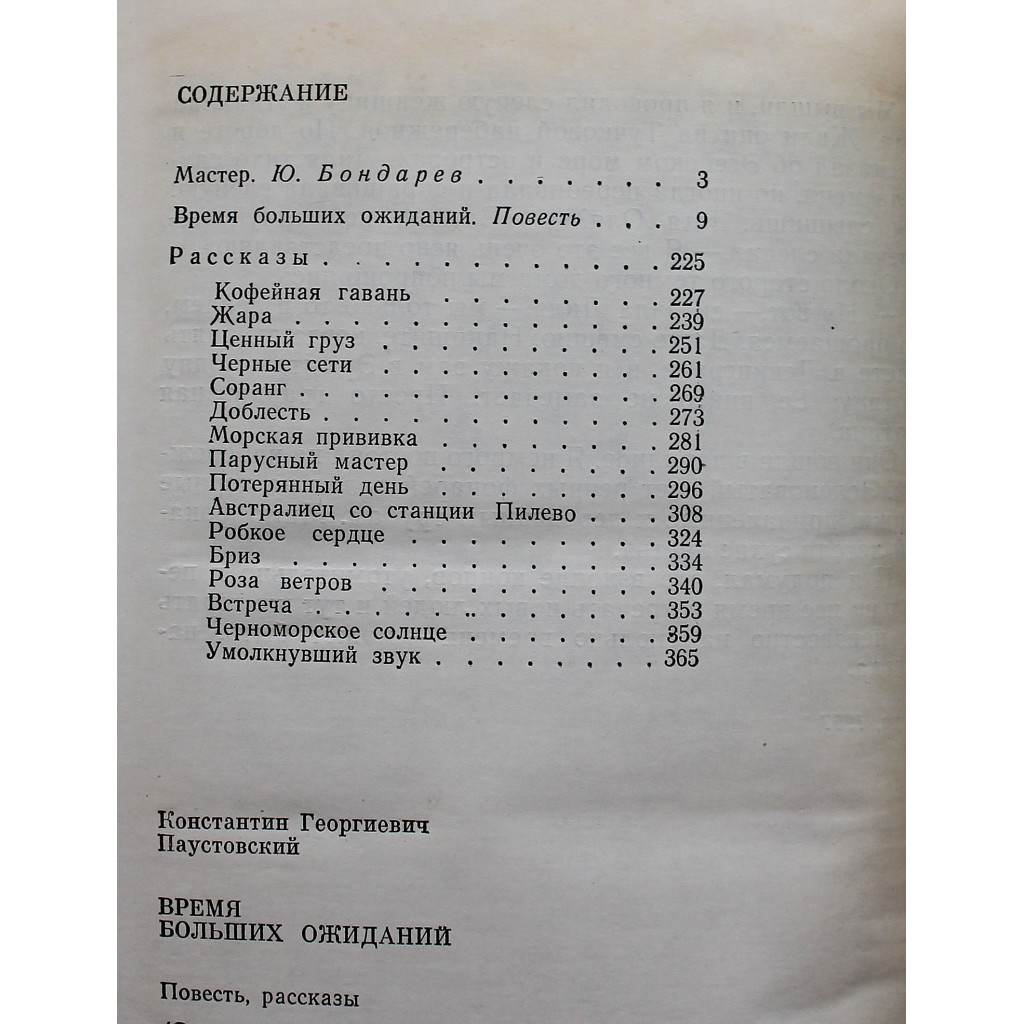 СОДЕРЖАНИЕ
Мастер. Ю. Бондарев . . . . . . . 3
Время больших ожиданий. Повесть . . . 9
Рассказы . . . . . . . . . . . . 225
Кофейная гавань . . . . . . . . 227
Жара . . . . . . . . . . . . . 239
Ценный груз . . . . . . . . . . 251
Черные сети . . . . . . . . . . 261
Соранг . . . . . . . . . . . . 269
Доблесть . . . . . . . . . . . 273
Морская прививка . . . . . . . . 281
Парусный мастер . . . . . . . . 290
Потерянный день . . . . . . . . 296
Австралиец со станции Пилево . . . 308
Робкое сердце . . . . . . . . . 324
Бриз . . . . . . . . . . . . . 334
Роза ветров . . . . . . . . . . 340
Встреча . . . . . . . . . . . . 353
Черноморское солнце . . . . . . . 359
Умолкнувший звук . . . . . . . . 365
Константин Георгиевич
Паустовский
ВРЕМЯ
БОЛЬШИХ ОЖИДАНИЙ
Повесть, рассказы